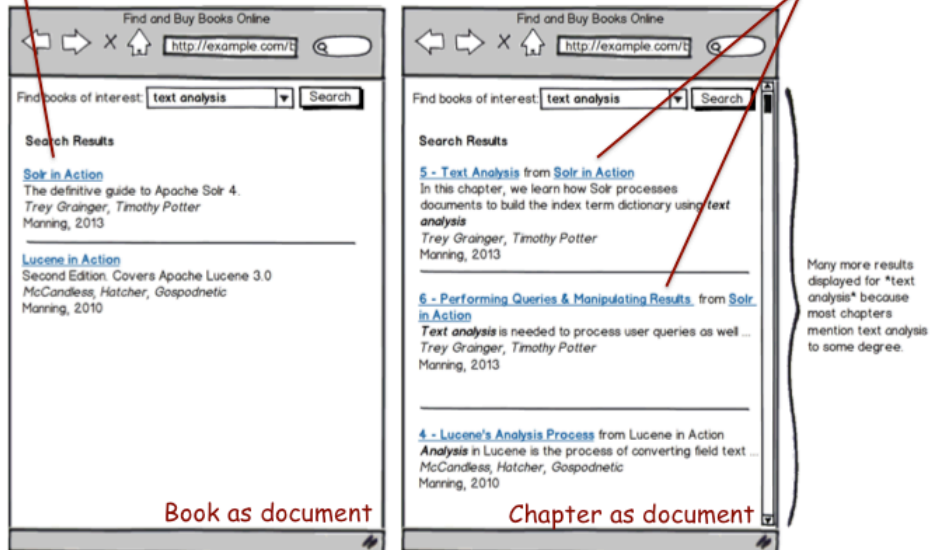 Find and Buy Books Online
http://example.com/b
Find books of interest: text analysis Search
Search Results
Solr in Action
The definitive guide to Apache Solr 4.
Trey Grainger, Timothy Potter
Manning, 2013
Lucene in Action
Second Edition. Covers Apache Lucene 3.0
McCandless, Hatcher, Gospodnetic
Manning, 2010
Book as document
Find and Buy Books Online
http://example.com/b
Find books of interest: text analysis Search
Search Results
5 - Text Analysis from Solr in Action
In this chapter, we learn how Solr processes
documents to build the index term dictionary using text
analysis
Trey Grainger, Timothy Potter
Manning, 2013
6 - Performing Queries & Manipulating Results from Solr
in Action
Text analysis is needed to process user queries as well ...
Trey Grainger, Timothy Potter
Manning, 2013
4 - Lucene's Analysis Process from Lucene in Action
Analysis in Lucene is the process of converting field text ...
McCandless, Hatcher, Gospodnetic
Manning, 2010
Chapter as document
Many more results
displayed for *text
analysis* because
most chapters
mention text analysis
to some degree.